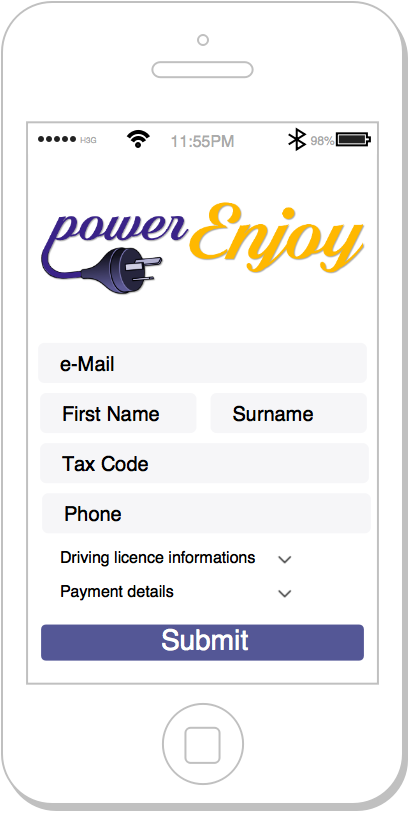 H3G 11:55PM 98%
power Enjoy
e-Mail
First Name Surname
Tax Code
Phone
Driving licence informations
Payment details
Submit